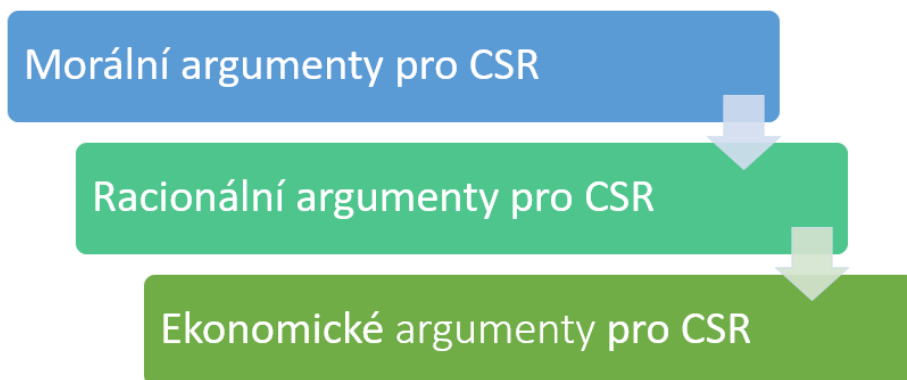 Morální argumenty pro CSR
Racionální argumenty pro CSR
Ekonomické argumenty pro CSR